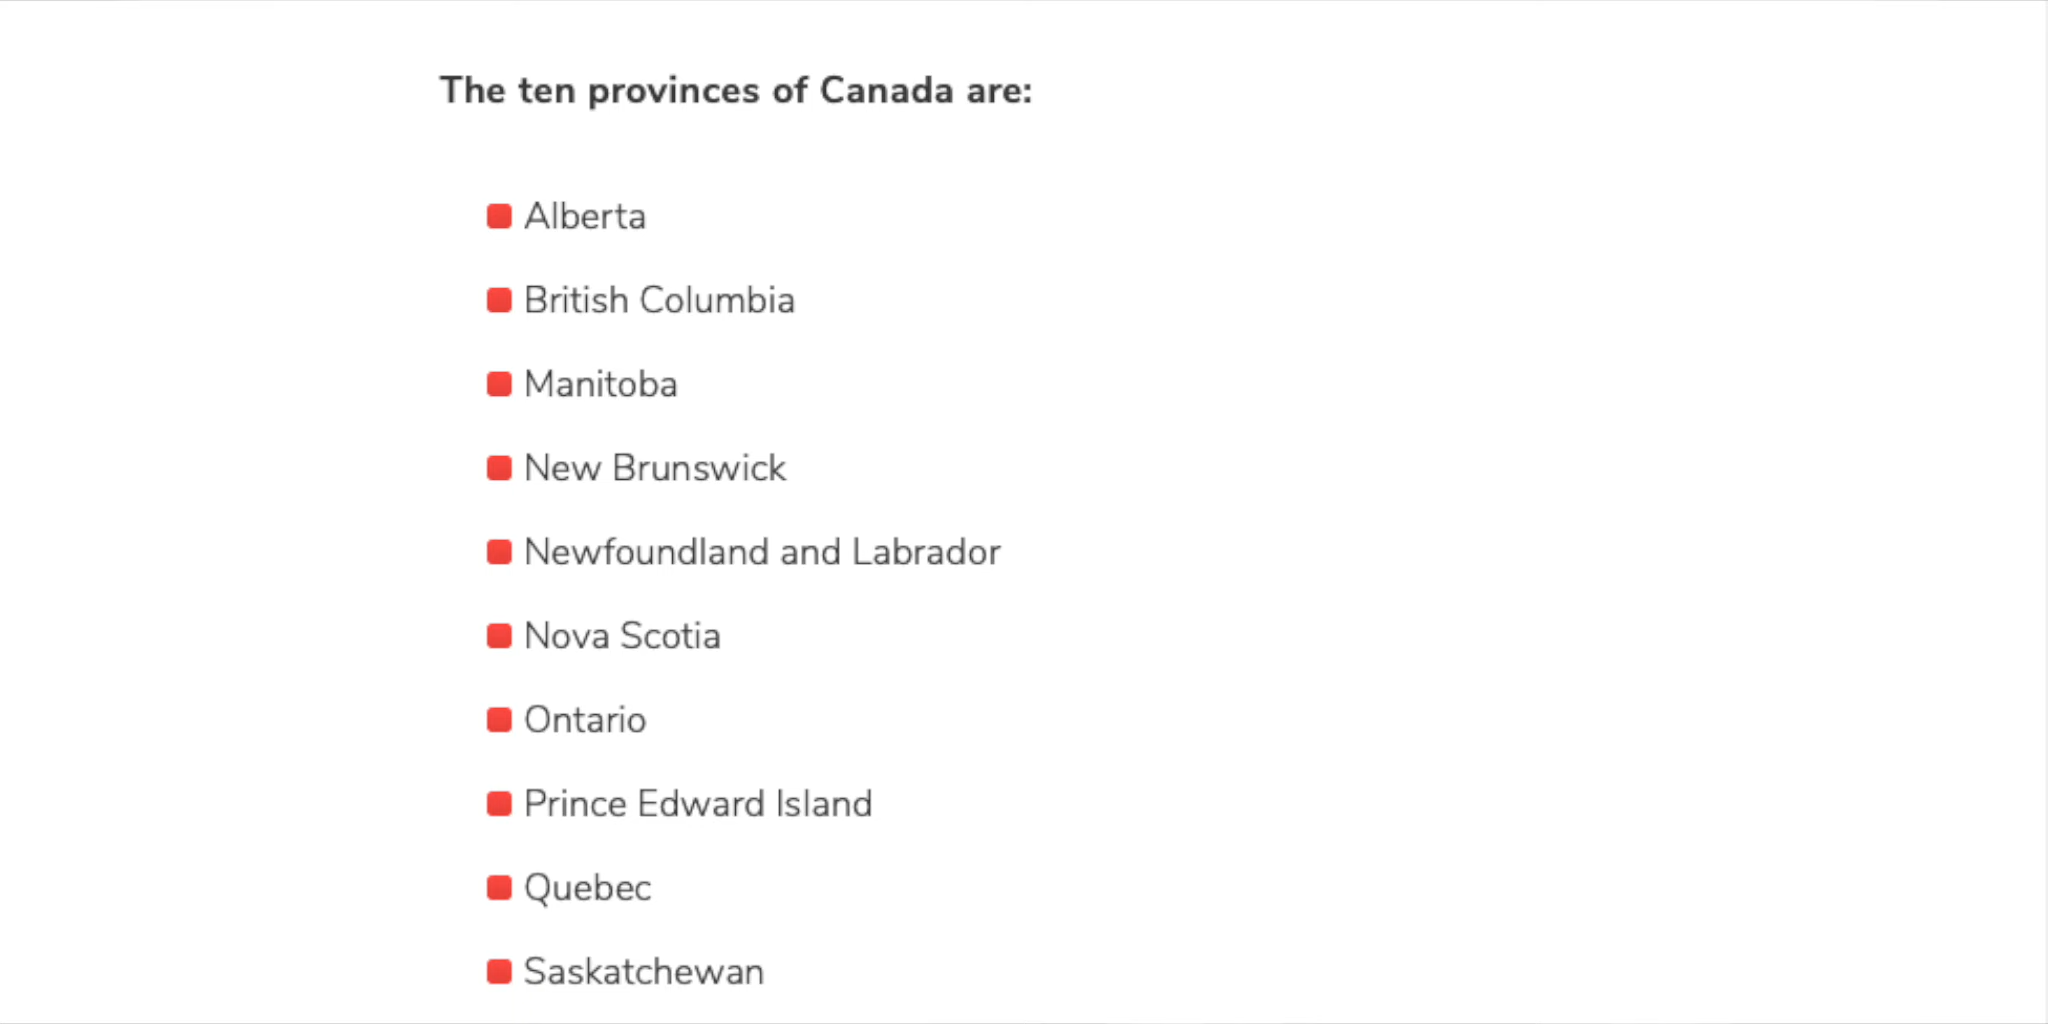 The ten provinces of Canada are:
Alberta
British Columbia
Manitoba
New Brunswick
Newfoundland and Labrador
Nova Scotia
Ontario
Prince Edward Island
Quebec
Saskatchewan